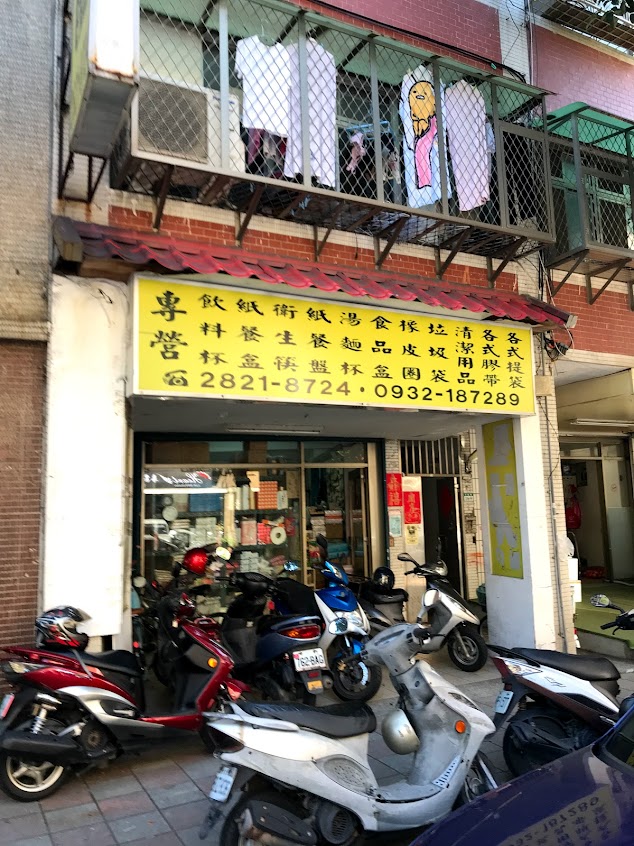 專營
飲料杯
紙餐盒
衛生筷
紙餐盤
湯麵杯
食品盒
橡皮圈
垃圾袋
清潔用品
各式膠帶
各式提袋
☎2821-8724・0932-187289